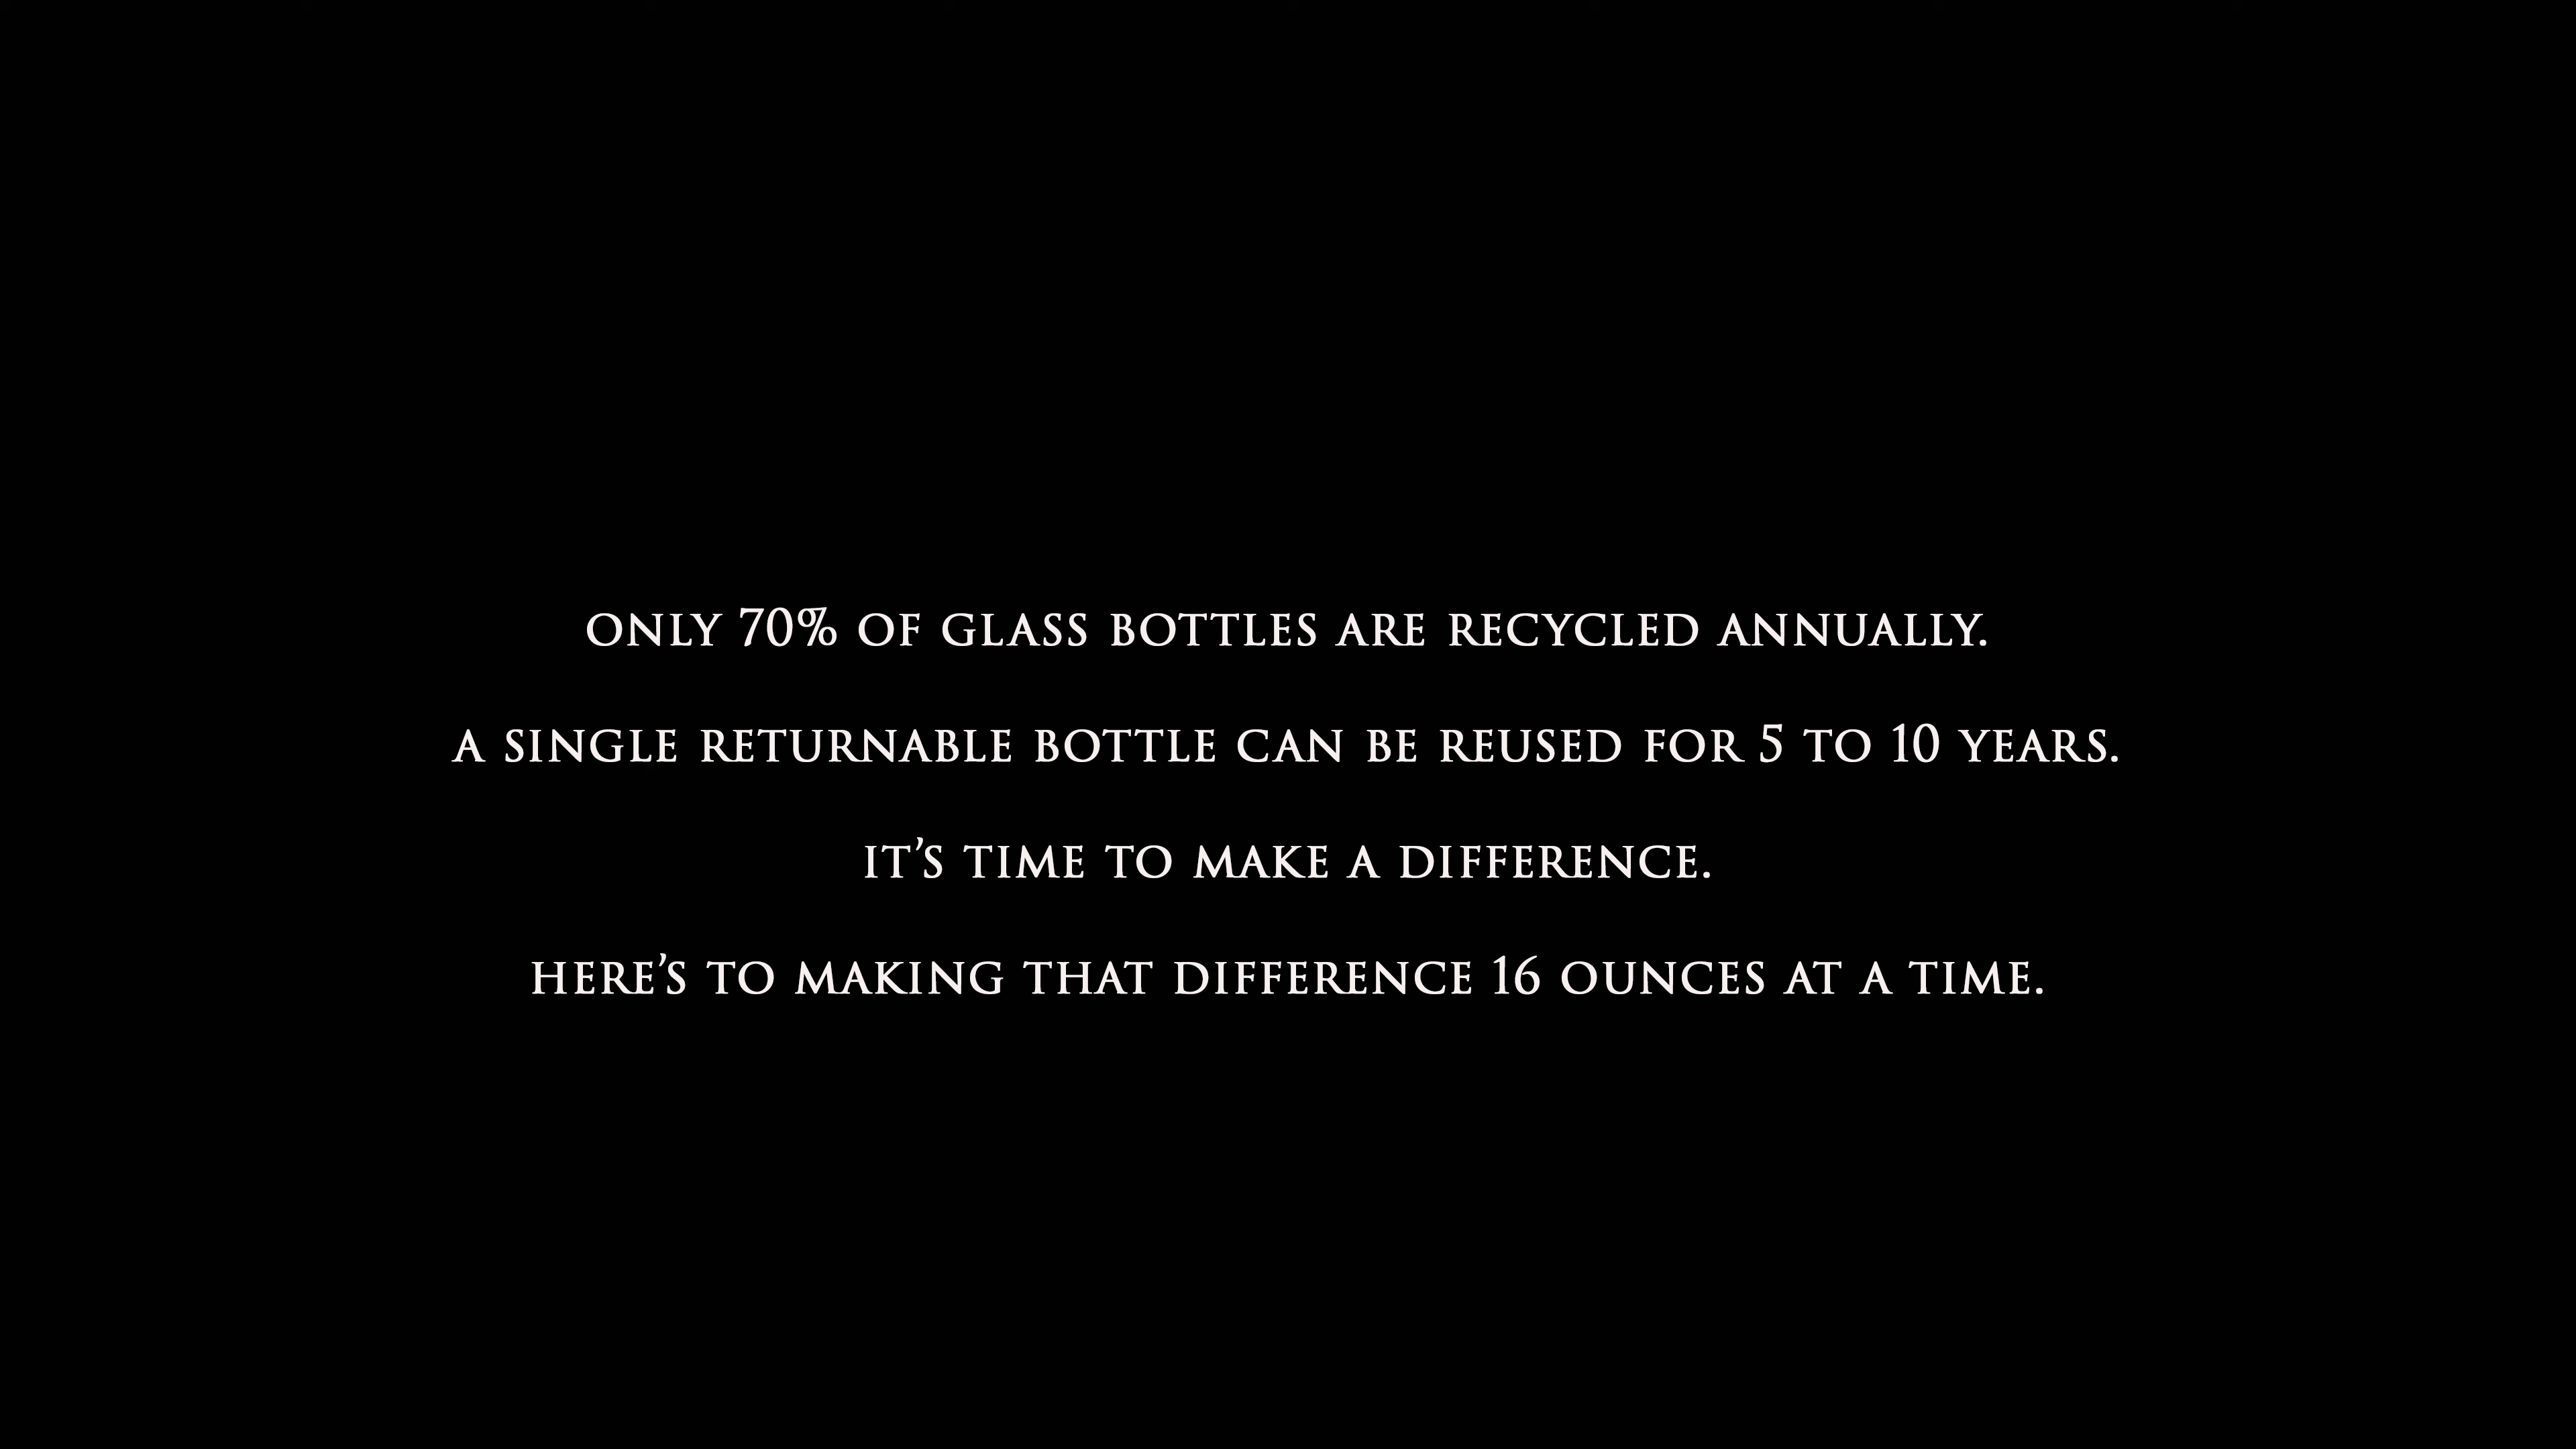 ONLY 70% OF GLASS BOTTLES ARE RECYCLED ANNUALLY.
A SINGLE RETURNABLE BOTTLE CAN BE REUSED FOR 5 TO 10 YEARS.
IT’S TIME TO MAKE A DIFFERENCE.
HERE’S TO MAKING THAT DIFFERENCE 16 OUNCES AT A TIME.